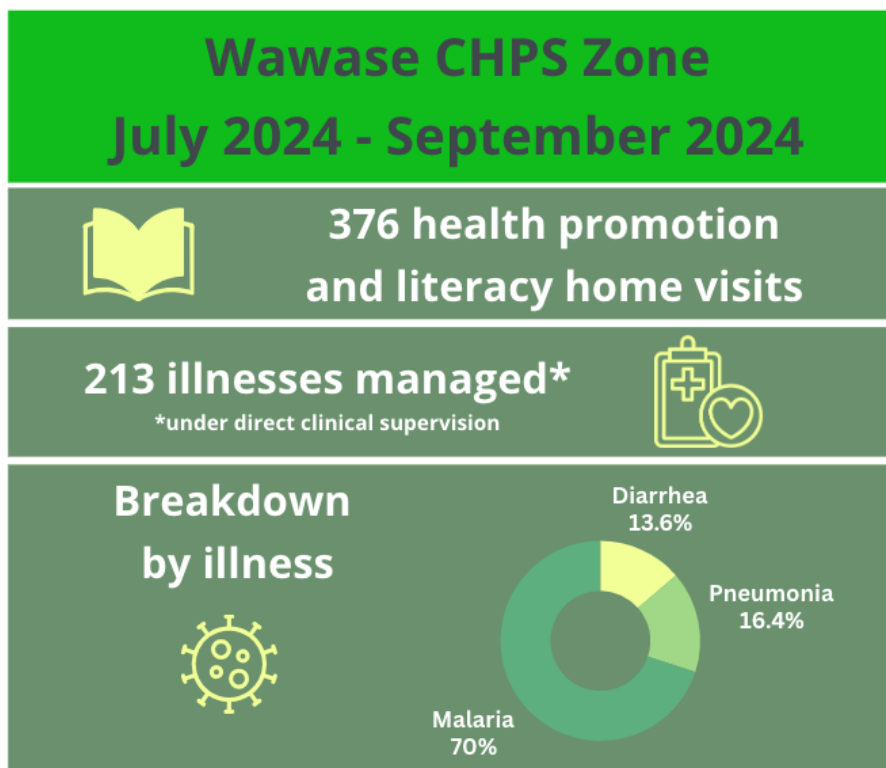 Wawase CHPS Zone
July 2024 - September 2024
376 health promotion
and literacy home visits
213 illnesses managed*
*under direct clinical supervision
Breakdown
by illness
Diarrhea
13.6%
Pneumonia
16.4%
Malaria
70%